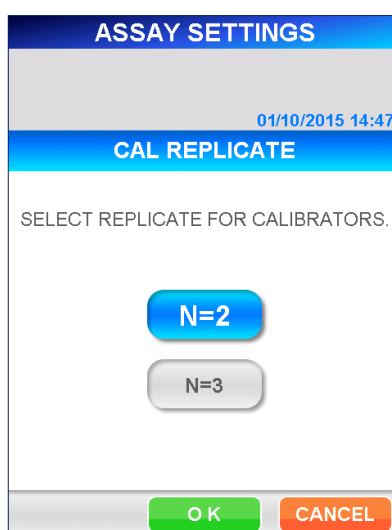 ASSAY SETTINGS
01/10/2015 14:47
CAL REPLICATE
SELECT REPLICATE FOR CALIBRATORS.
N=2
N=3
O K
CANCEL